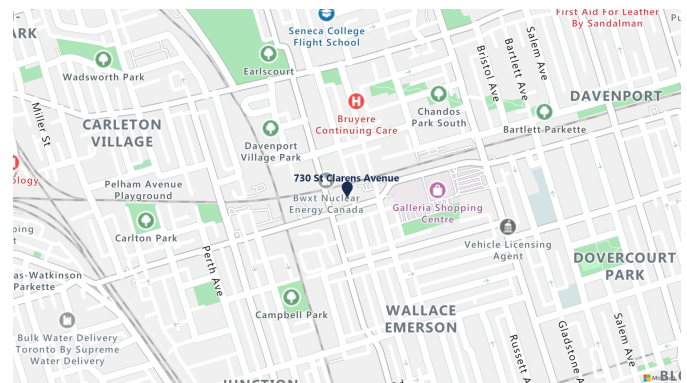 First Aid For Leather
By Sandalman
ARK
Seneca College
Flight School
Earlscourt
Wadsworth Park
Salem Ave
Bartlett Ave
Bristol Ave
DAVENPORT
Chandos
Park South
Bruyere
Continuing Care
Miller St
CARLETON
VILLAGE
Bartlett Parkette
Davenport
Village Park
ology
730 St Clarens Avenue
Pelham Avenue
Playground
Bwxt Nuclear
Energy Canada
Galleria Shopping
Centre
ping
Carlton Park
Vehicle Licensing
Agent
Perth Ave
DOVERCOURT
PARK
as-Watkinson
Parkette
Campbell Park
WALLACE
EMERSON
Bulk Water Delivery
Toronto By Supreme
Water Delivery
Russett A
Gladstone A
Salem Ave
JUNCTION
BLO